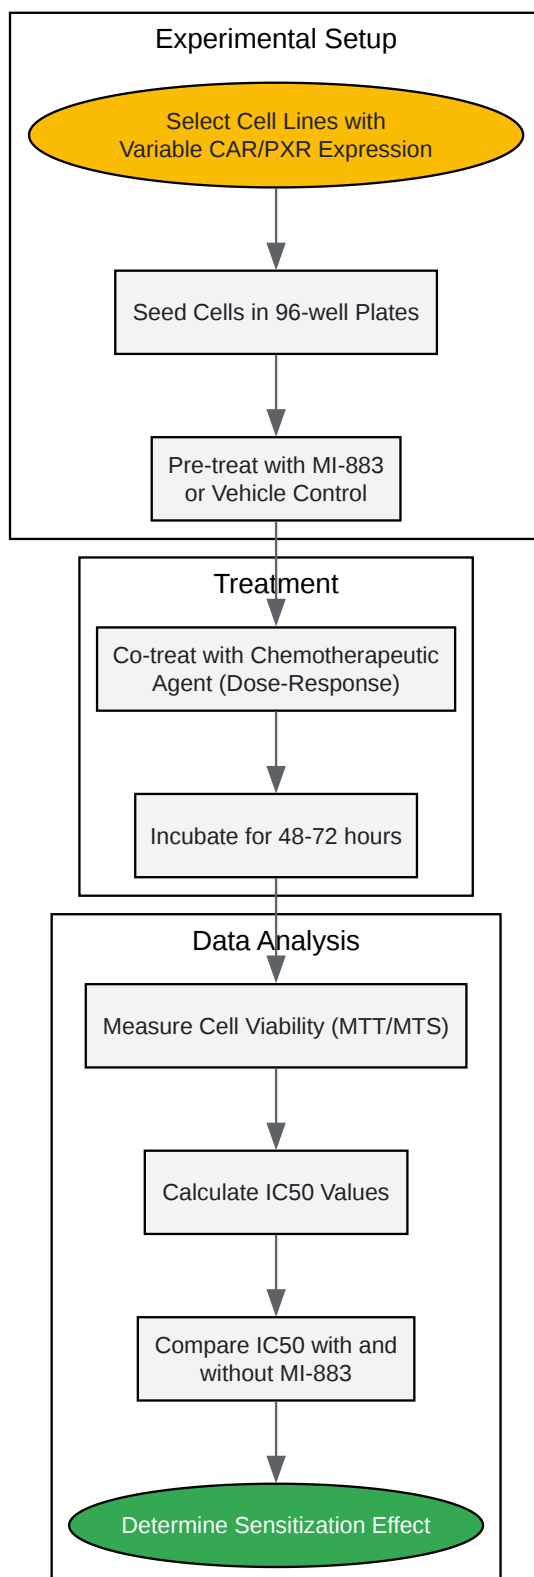 Experimental Setup
Select Cell Lines with
Variable CAR/PXR Expression
Seed Cells in 96-well Plates
Pre-treat with MI-883
or Vehicle Control
Treatment
Co-treat with Chemotherapeutic
Agent (Dose-Response)
Incubate for 48-72 hours
Data Analysis
Measure Cell Viability (MTT/MTS)
Calculate IC50 Values
Compare IC50 with and
without MI-883
Determine Sensitization Effect